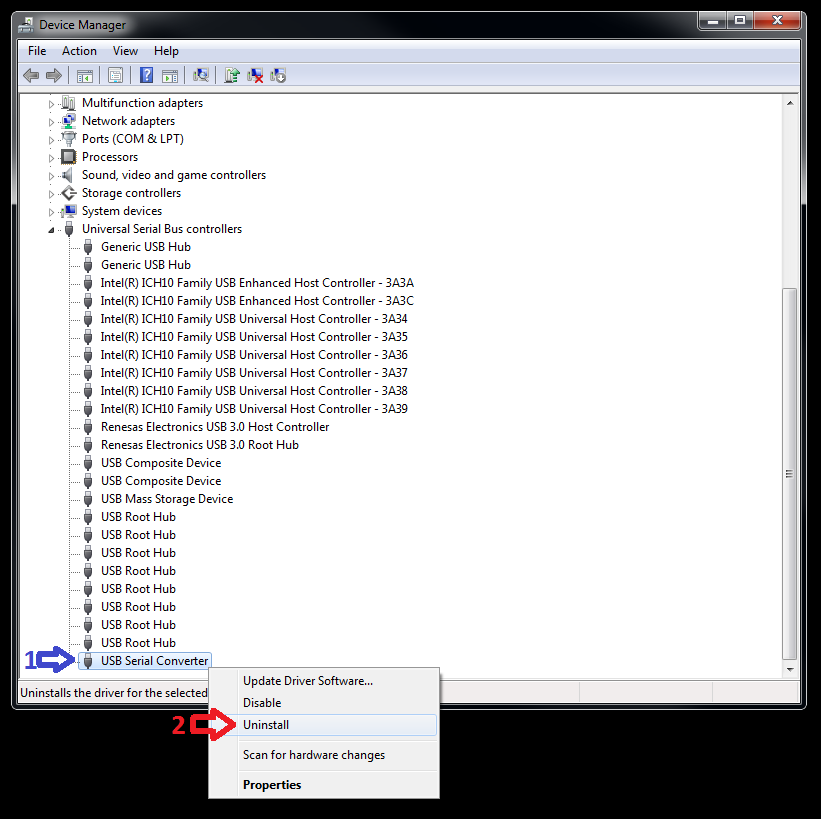 Device Manager
File Action View Help
Multifunction adapters
Network adapters
Ports (COM & LPT)
Processors
Sound, video and game controllers
Storage controllers
System devices
Universal Serial Bus controllers
Generic USB Hub
Generic USB Hub
Intel(R) ICH10 Family USB Enhanced Host Controller - 3A3A
Intel(R) ICH10 Family USB Enhanced Host Controller - 3A3C
Intel(R) ICH10 Family USB Universal Host Controller - 3A34
Intel(R) ICH10 Family USB Universal Host Controller - 3A35
Intel(R) ICH10 Family USB Universal Host Controller - 3A36
Intel(R) ICH10 Family USB Universal Host Controller - 3A37
Intel(R) ICH10 Family USB Universal Host Controller - 3A38
Intel(R) ICH10 Family USB Universal Host Controller - 3A39
Renesas Electronics USB 3.0 Host Controller
Renesas Electronics USB 3.0 Root Hub
USB Composite Device
USB Composite Device
USB Mass Storage Device
USB Root Hub
USB Root Hub
USB Root Hub
USB Root Hub
USB Root Hub
USB Root Hub
USB Root Hub
USB Root Hub
1 USB Serial Converter
Update Driver Software...
Uninstalls the driver for the selected
Disable
2 Uninstall
Scan for hardware changes
Properties